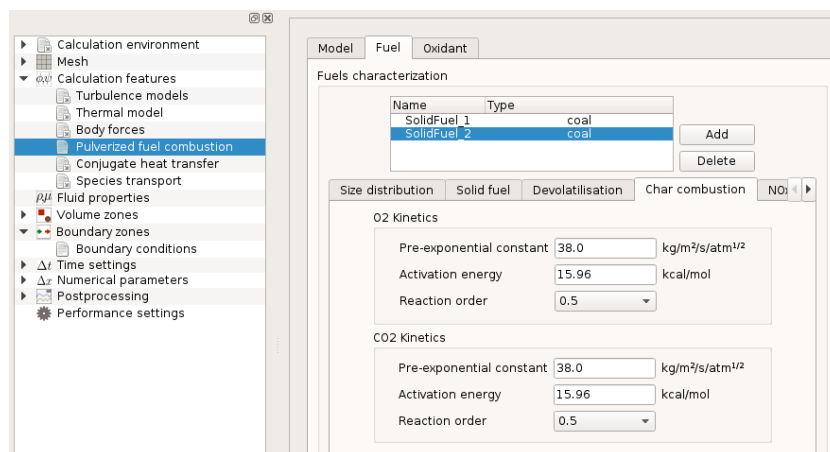 Calculation environment
Mesh
Calculation features
Turbulence models
Thermal model
Body forces
Pulverized fuel combustion
Conjugate heat transfer
Species transport
Fluid properties
Volume zones
Boundary zones
Boundary conditions
Δt Time settings
Δx Numerical parameters
Postprocessing
Performance settings
Model Fuel Oxidant
Fuels characterization
Name Type
SolidFuel_1 coal
SolidFuel_2 coal
Add
Delete
Size distribution Solid fuel Devolatilisation Char combustion
O2 Kinetics
Pre-exponential constant 38.0 kg/m²/s/atm¹/²
Activation energy 15.96 kcal/mol
Reaction order 0.5
CO2 Kinetics
Pre-exponential constant 38.0 kg/m²/s/atm¹/²
Activation energy 15.96 kcal/mol
Reaction order 0.5